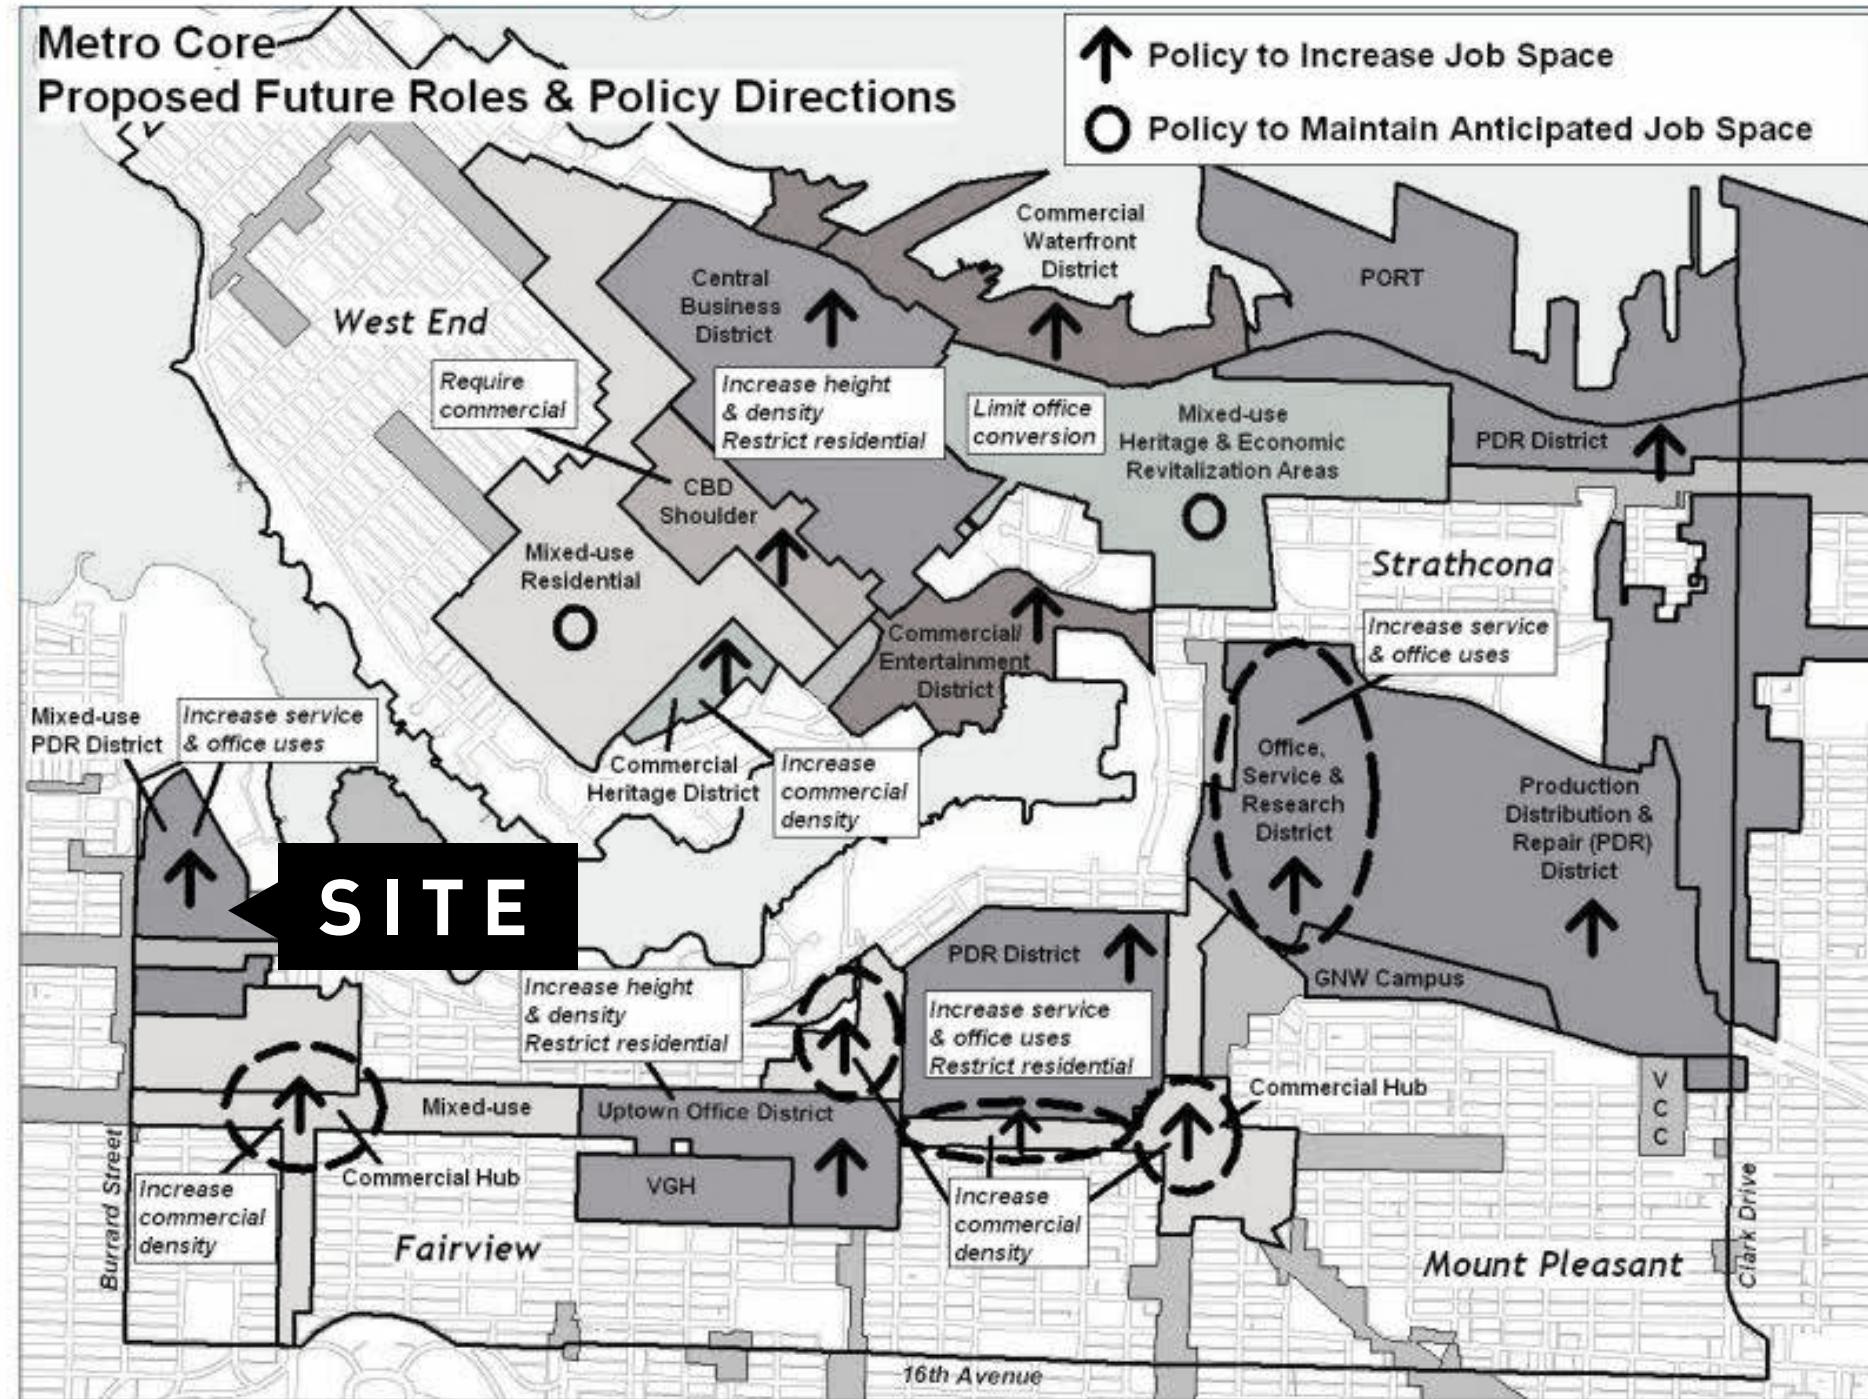 Metro Core
Proposed Future Roles & Policy Directions
Policy to Increase Job Space
Policy to Maintain Anticipated Job Space
Commercial
Waterfront
District
PORT
Central
Business
District
West End
Require
commercial
Increase height
& density
Restrict residential
Limit office
conversion
Mixed-use
Heritage & Economic
Revitalization Areas
PDR District
CBD
Shoulder
Mixed-use
Residential
Strathcona
Commercial/
Entertainment
District
Increase service
& office uses
Mixed-use
PDR District
Increase service
& office uses
Commercial
Heritage District
Increase
commercial
density
Office,
Service &
Research
District
Production
Distribution &
Repair (PDR)
District
SITE
PDR District
GNW Campus
Increase height
& density
Restrict residential
Increase service
& office uses
Restrict residential
Mixed-use
Uptown Office District
Commercial Hub
VCC
Burrard Street
Increase
commercial
density
Commercial Hub
VGH
Increase
commercial
density
Fairview
Mount Pleasant
Clark Drive
16th Avenue